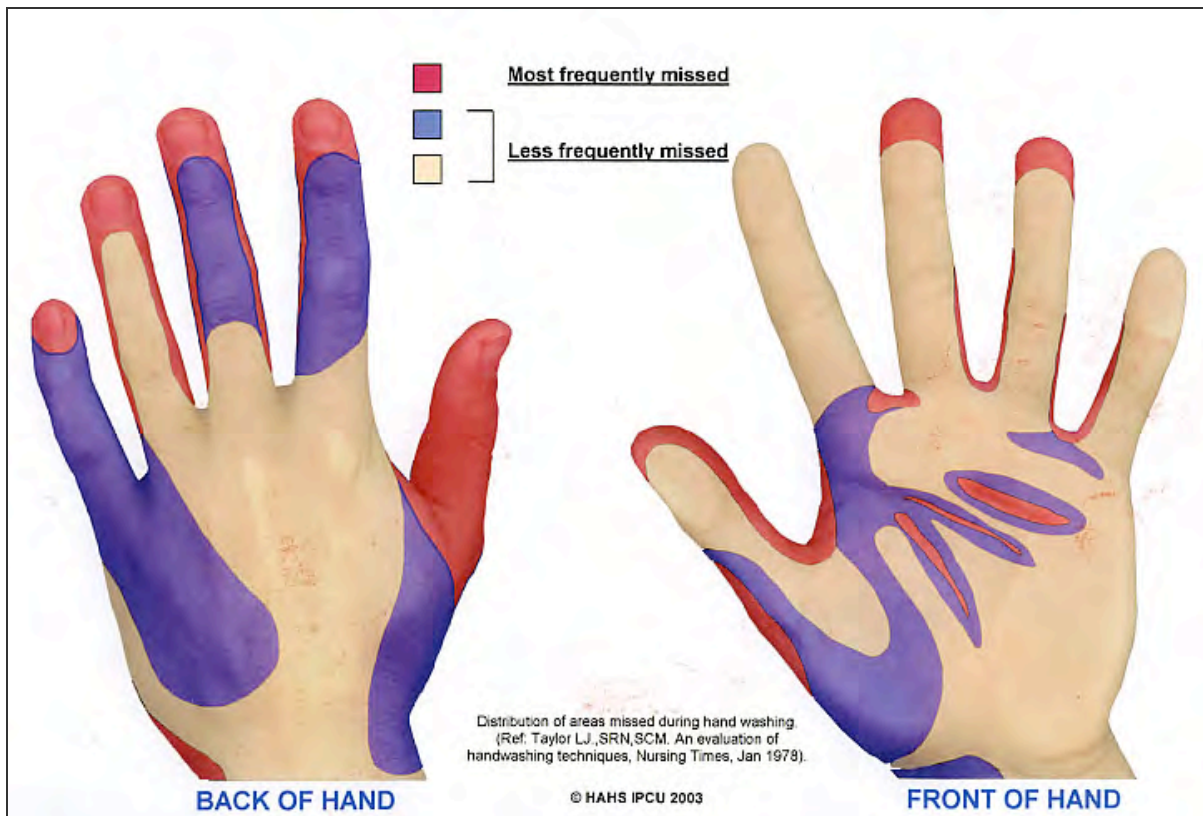 Most frequently missed
Less frequently missed
Distribution of areas missed during hand washing.
(Ref: Taylor LJ.,SRN,SCM. An evaluation of
handwashing techniques, Nursing Times, Jan 1978).
BACK OF HAND
© HAHS IPCU 2003
FRONT OF HAND